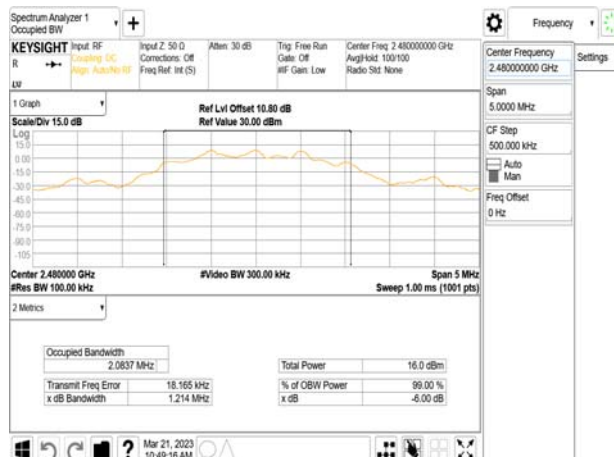 Spectrum Analyzer 1
Occupied BW
Frequency
KEYSIGHT
R
Input: RF
Coupling: DC
Align: Auto/No RF
Input Z: 50 Ω
Corrections: Off
Freq Ref: Int (S)
Atten: 30 dB
Trig: Free Run
Gate: Off
#IF Gain: Low
Center Freq: 2.480000000 GHz
Avg|Hold: 100/100
Radio Std: None
Center Frequency
2.480000000 GHz
Settings
Span
5.0000 MHz
CF Step
500.000 kHz
Auto
Man
Freq Offset
0 Hz
1 Graph
Scale/Div 15.0 dB
Ref Lvl Offset 10.80 dB
Ref Value 30.00 dBm
Log
15.0
0.00
-15.0
-30.0
-45.0
-60.0
-75.0
-90.0
-105
Center 2.480000 GHz
#Res BW 100.00 kHz
#Video BW 300.00 kHz
Span 5 MHz
Sweep 1.00 ms (1001 pts)
2 Metrics
Occupied Bandwidth
2.0837 MHz
Total Power 16.0 dBm
Transmit Freq Error 18.165 kHz
% of OBW Power 99.00 %
x dB Bandwidth 1.214 MHz
x dB -6.00 dB
Mar 21, 2023
10:49:16 AM